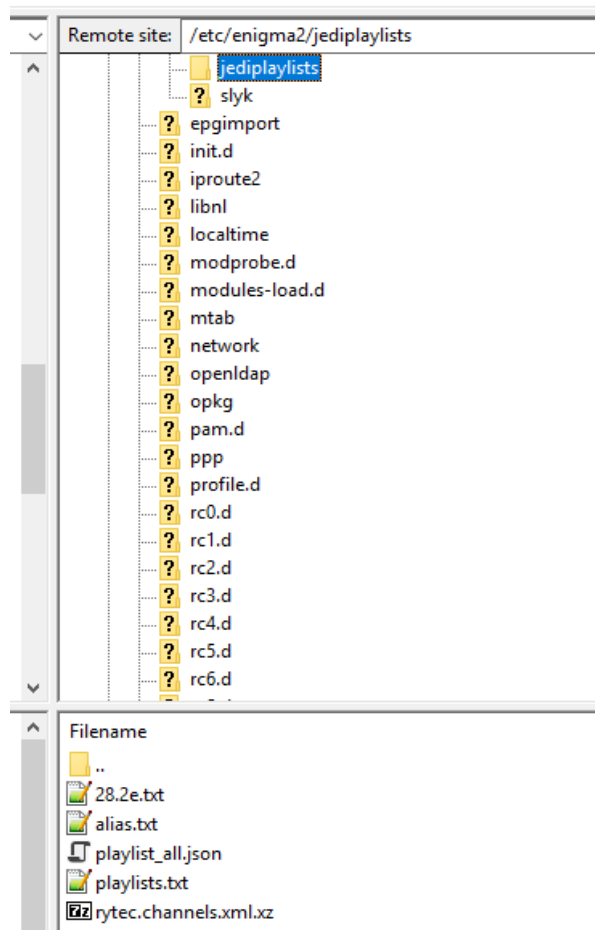 Remote site: /etc/enigma2/jediplaylists
jediplaylists
slyk
epgimport
init.d
iproute2
libnl
localtime
modprobe.d
modules-load.d
mtab
network
openldap
opkg
pam.d
ppp
profile.d
rc0.d
rc1.d
rc2.d
rc3.d
rc4.d
rc5.d
rc6.d
Filename
..
28.2e.txt
alias.txt
playlist_all.json
playlists.txt
rytec.channels.xml.xz